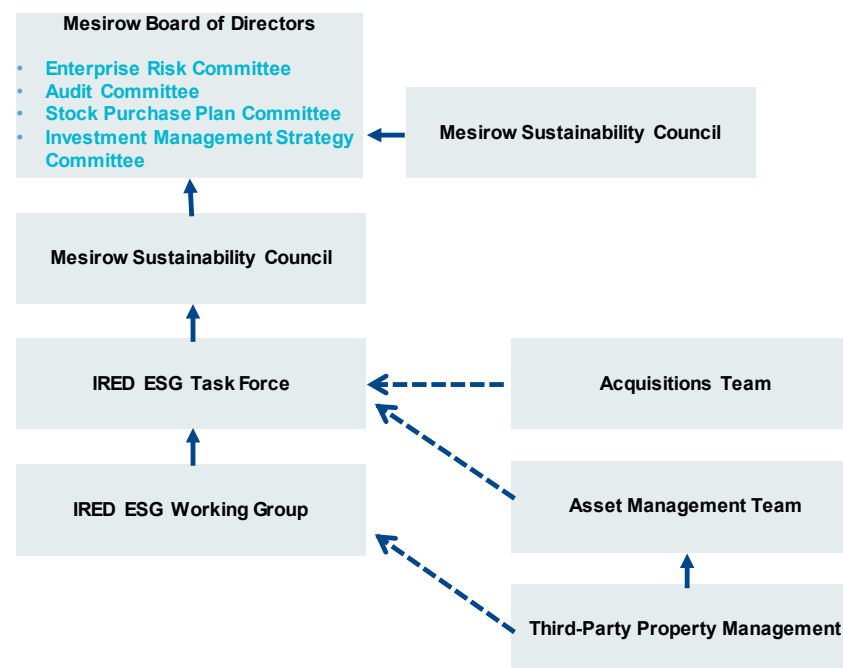 Mesirow Board of Directors
• Enterprise Risk Committee
• Audit Committee
• Stock Purchase Plan Committee
• Investment Management Strategy
Committee
Mesirow Sustainability Council
Mesirow Sustainability Council
IRED ESG Task Force
Acquisitions Team
IRED ESG Working Group
Asset Management Team
Third-Party Property Management